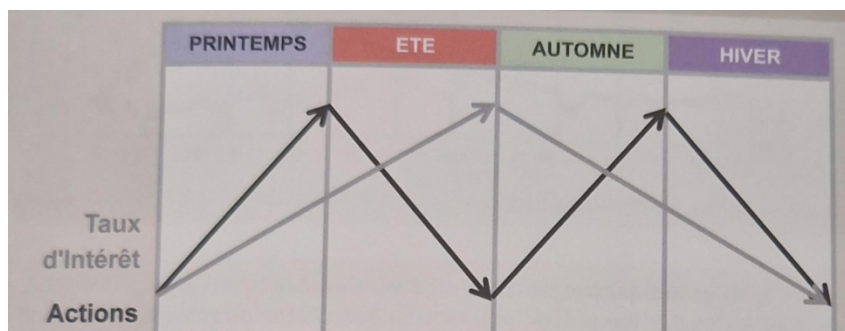 PRINTEMPS
ETE
AUTOMNE
HIVER
Taux
d'Intérêt
Actions